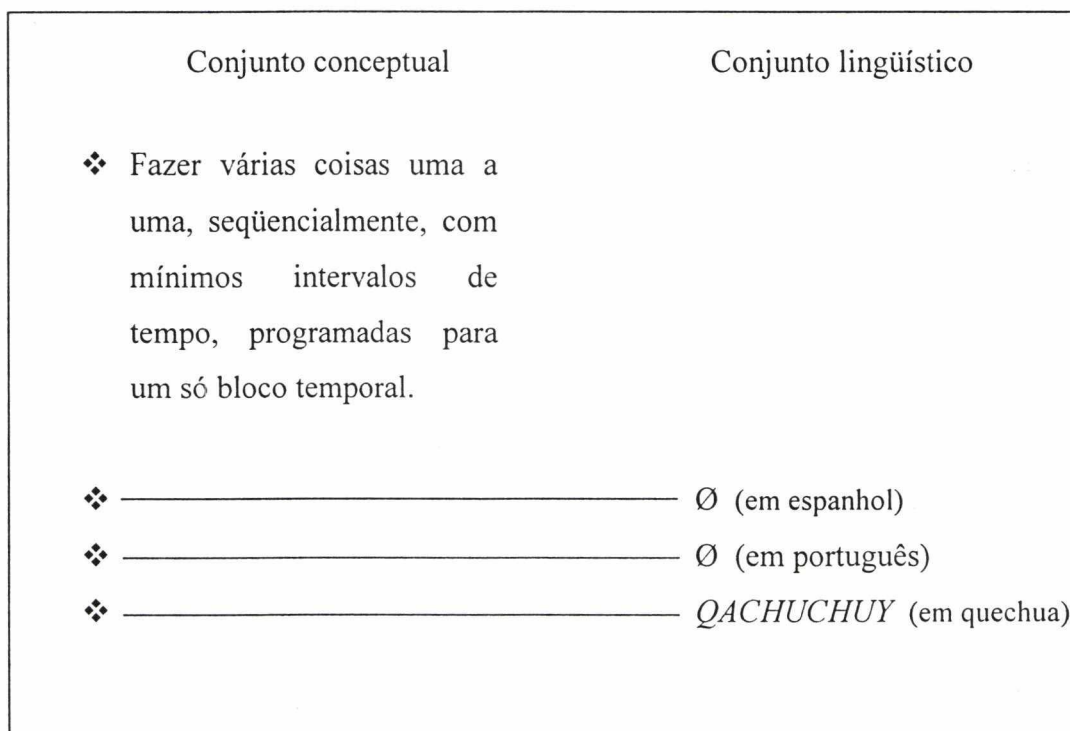 Conjunto conceptual Conjunto lingüístico
❖ Fazer várias coisas uma a
uma, seqüencialmente, com
mínimos intervalos de
tempo, programadas para
um só bloco temporal.
❖ Ø (em espanhol)
❖ Ø (em português)
❖ QACHUCHUY (em quechua)